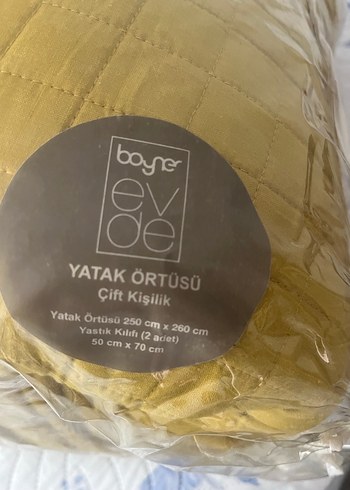 boyner
ev
de
YATAK ÖRTÜSÜ
Çift Kişilik
Yatak Örtüsü 250 cm x 260 cm
Yastık Kılıfı (2 adet)
50 cm x 70 cm